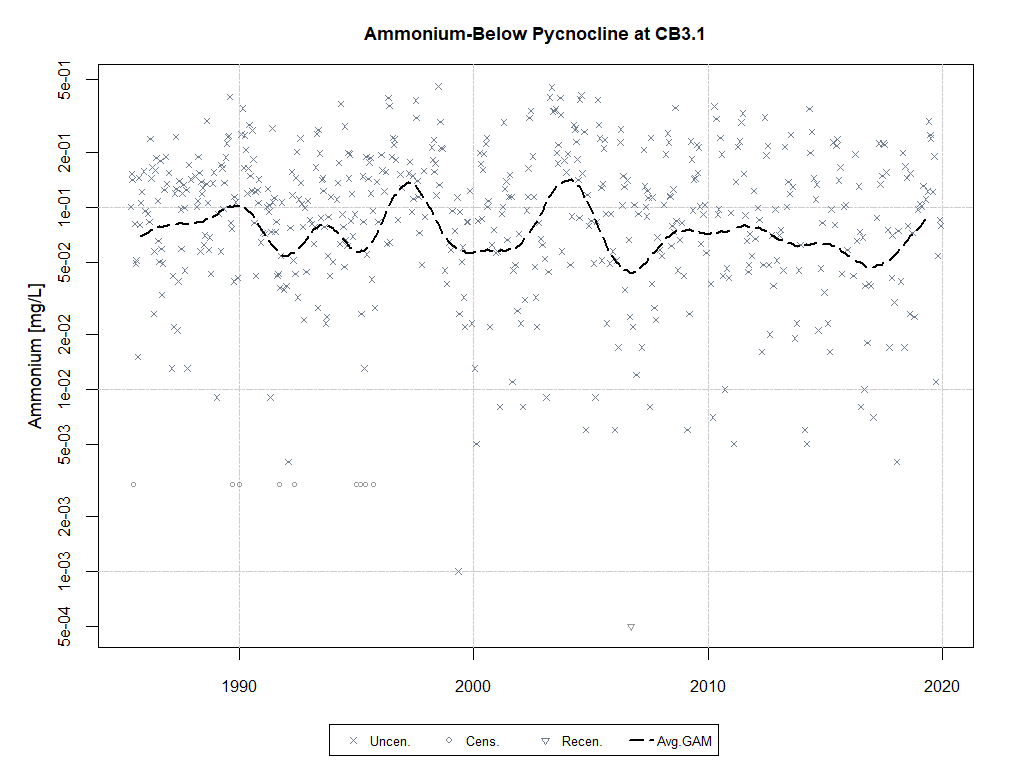 Ammonium-Below Pycnocline at CB3.1
Ammonium [mg/L]
5e-01
2e-01
1e-01
5e-02
2e-02
1e-02
5e-03
2e-03
1e-03
5e-04
1990 2000 2010 2020
Uncen. Cens. Recen. Avg.GAM